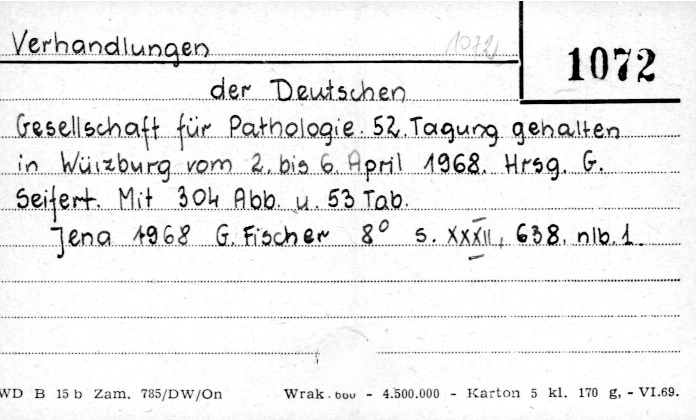 Verhandlungen 1072
1072
der Deutschen
Gesellschaft für Pathologie. 52. Tagung gehalten
in Würzburg vom 2. bis 6. April 1968. Hrsg. G.
Seifert. Mit 304 Abb. u. 53 Tab.
Jena 1968 G. Fischer 8° s. XXXII, 638, nlb. 1.
WD B 15 b Zam. 785/DW/On Wrak. - 4.500.000 - Karton 5 kl. 170 g, - VI.69.